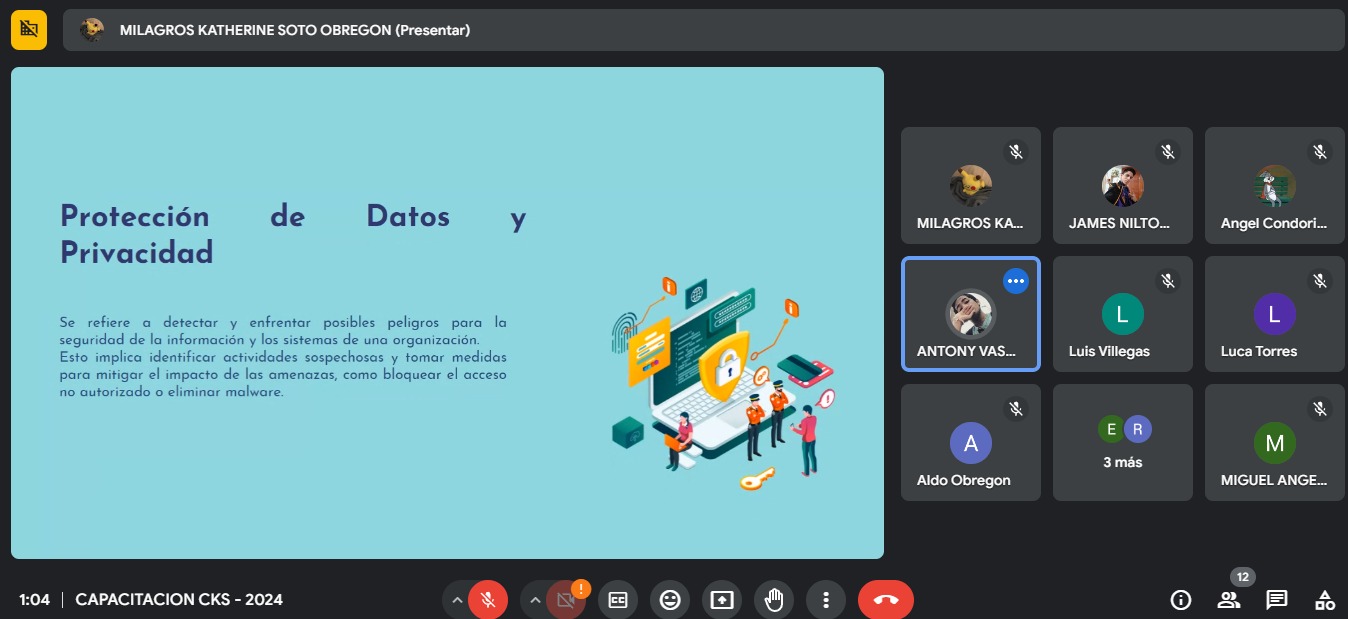 MILAGROS KATHERINE SOTO OBREGON (Presentar)
Protección de Datos y
Privacidad
Se refiere a detectar y enfrentar posibles peligros para la
seguridad de la información y los sistemas de una organización.
Esto implica identificar actividades sospechosas y tomar medidas
para mitigar el impacto de las amenazas, como bloquear el acceso
no autorizado o eliminar malware.
MILAGROS KA...
JAMES NILTO...
Angel Condori...
ANTONY VAS...
L
Luis Villegas
L
Luca Torres
A
Aldo Obregon
E R
3 más
M
MIGUEL ANGE...
1:04 | CAPACITACION CKS - 2024
!
CC
12